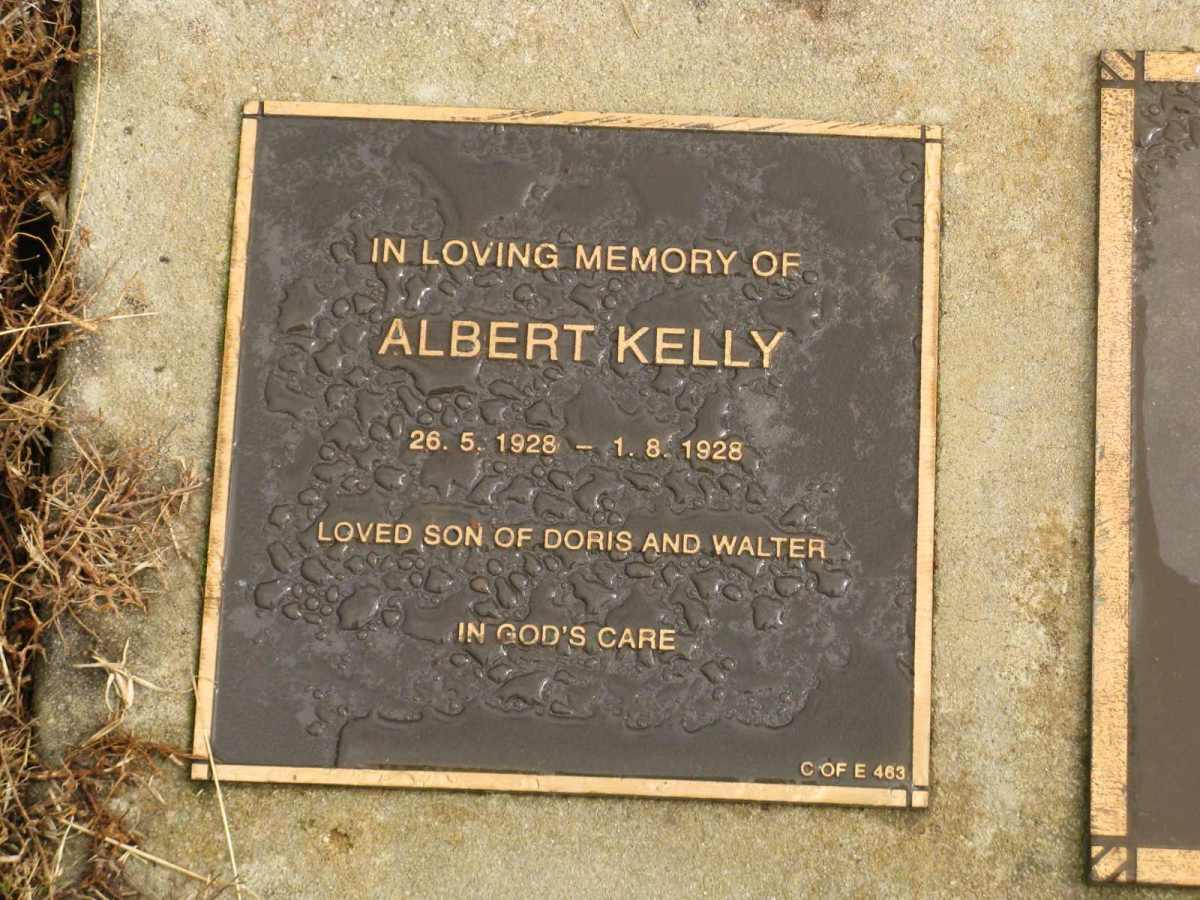 IN LOVING MEMORY OF
ALBERT KELLY
26. 5. 1928 – 1. 8. 1928
LOVED SON OF DORIS AND WALTER
IN GOD'S CARE
C OF E 463